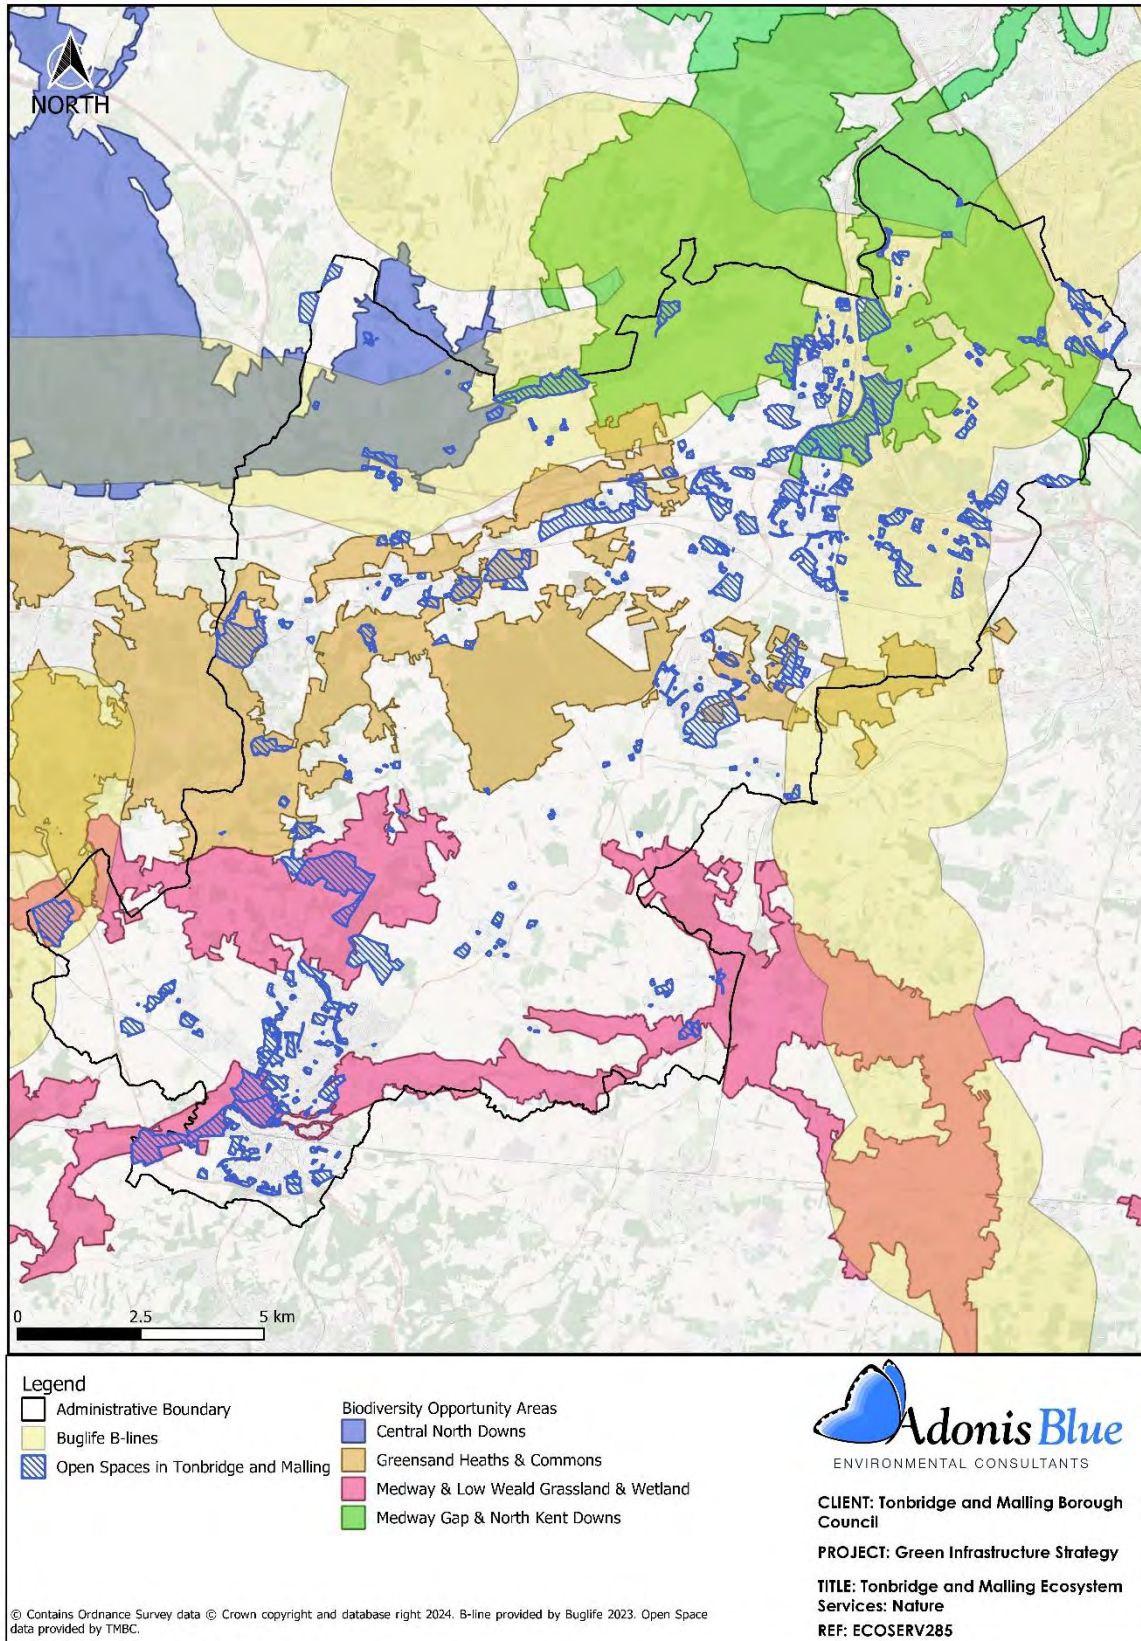 NORTH
0 2.5 5 km
Legend
Administrative Boundary
Buglife B-lines
Open Spaces in Tonbridge and Malling
Biodiversity Opportunity Areas
Central North Downs
Greensand Heaths & Commons
Medway & Low Weald Grassland & Wetland
Medway Gap & North Kent Downs
© Contains Ordnance Survey data © Crown copyright and database right 2024. B-line provided by Buglife 2023. Open Space
data provided by TMBC.
Adonis Blue
ENVIRONMENTAL CONSULTANTS
CLIENT: Tonbridge and Malling Borough
Council
PROJECT: Green Infrastructure Strategy
TITLE: Tonbridge and Malling Ecosystem
Services: Nature
REF: ECOSERV285